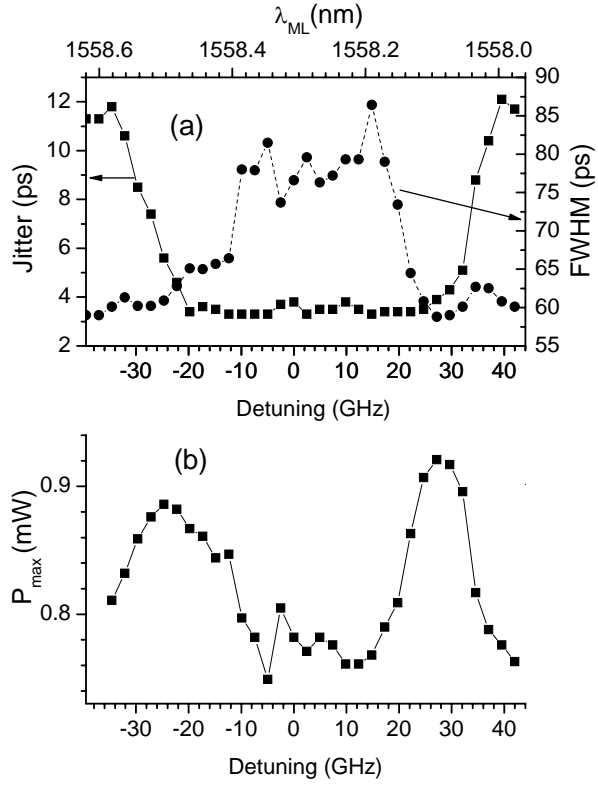 λML(nm)
1558.6 1558.4 1558.2 1558.0
(a)
12
10
8
6
4
2
Jitter (ps)
90
85
80
75
70
65
60
55
FWHM (ps)
-30 -20 -10 0 10 20 30 40
Detuning (GHz)
(b)
0.9
0.8
Pmax (mW)
-30 -20 -10 0 10 20 30 40
Detuning (GHz)